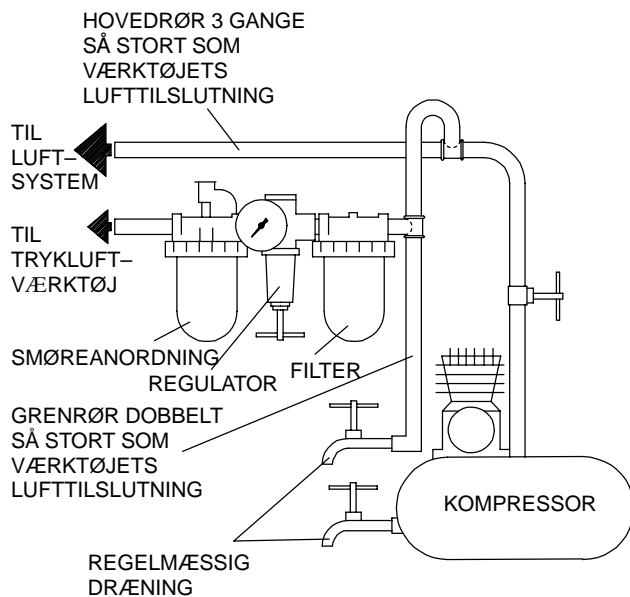 HOVEDRØR 3 GANGE
SÅ STORT SOM
VÆRKTØJETS
LUFTTILSLUTNING
TIL
LUFT–
SYSTEM
TIL
TRYKLUFT–
VÆRKTØJ
SMØREANORDNING
REGULATOR
FILTER
GRENRØR DOBBELT
SÅ STORT SOM
VÆRKTØJETS
LUFTTILSLUTNING
KOMPRESSOR
REGELMÆSSIG
DRÆNING